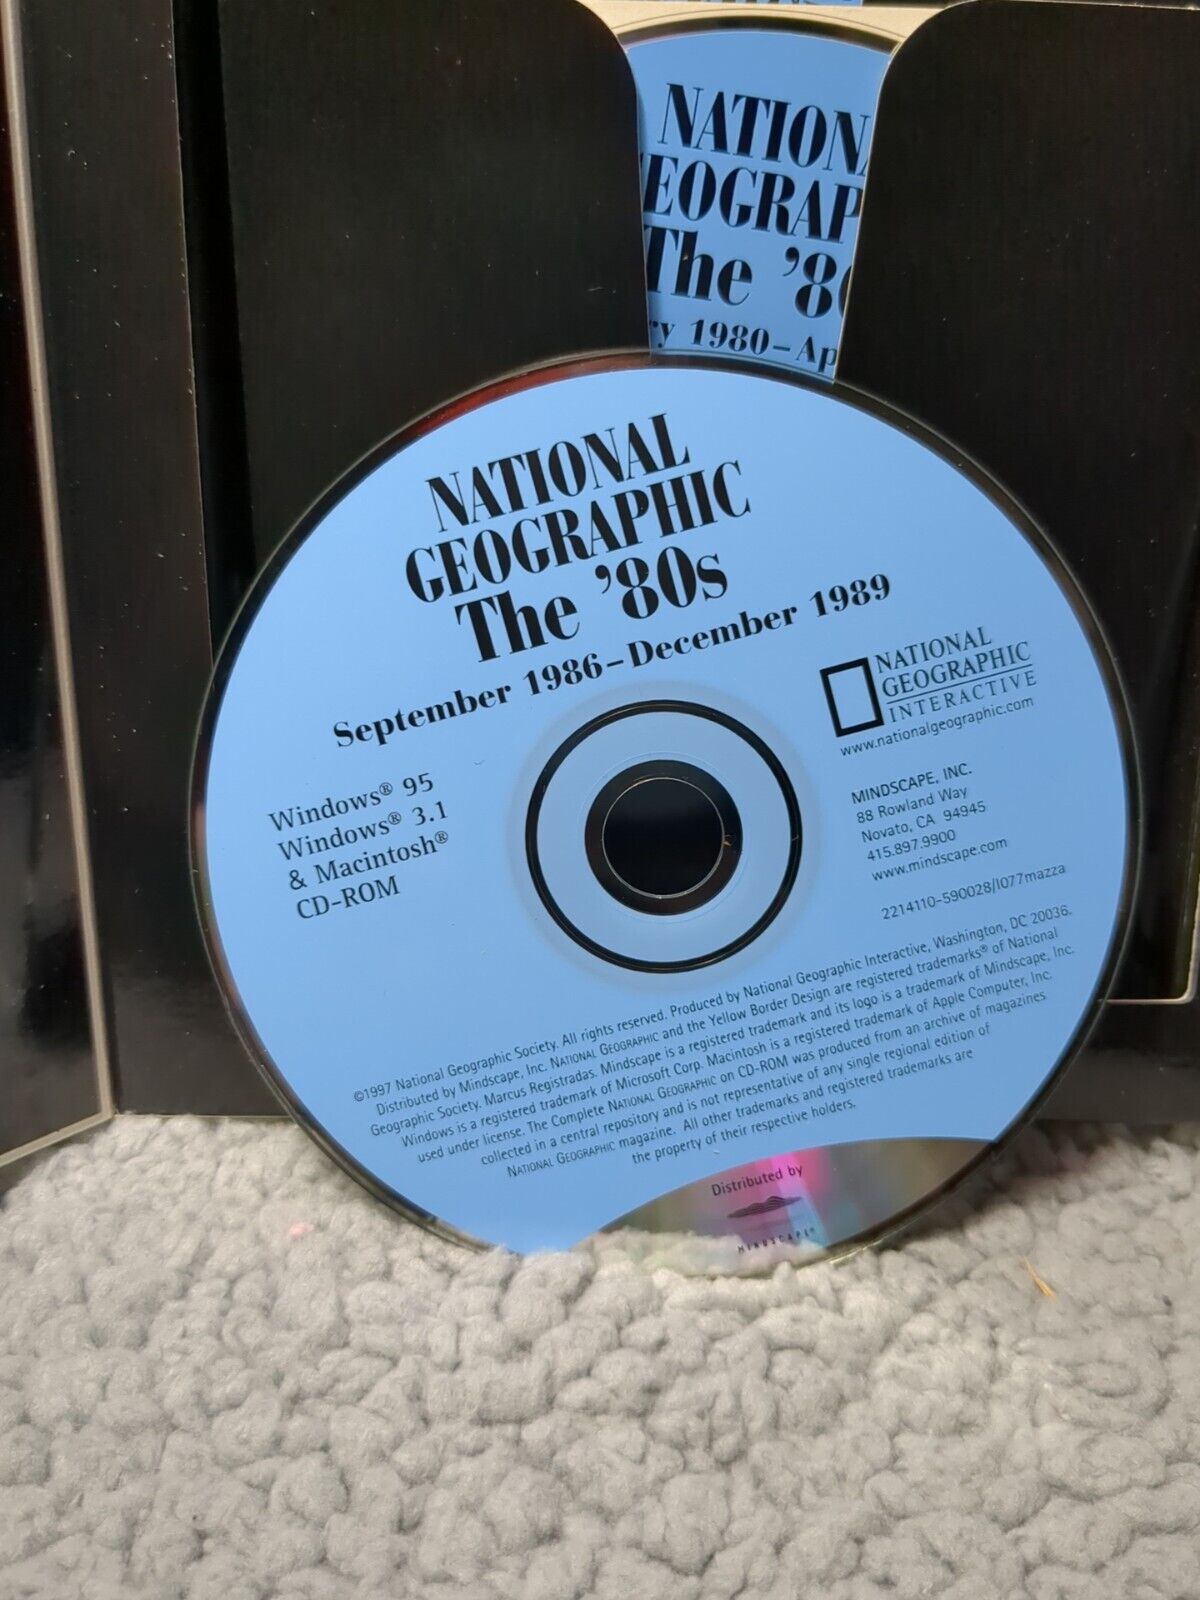 NATION
EOGRAP
The '8
ry 1980–Ap
NATIONAL
GEOGRAPHIC
The '80s
September 1986–December 1989
Windows® 95
Windows® 3.1
& Macintosh®
CD-ROM
NATIONAL
GEOGRAPHIC
INTERACTIVE
www.nationalgeographic.com
MINDSCAPE, INC.
88 Rowland Way
Novato, CA 94945
415.897.9900
www.mindscape.com
2214110-590028/I077mazza
©1997 National Geographic Society. All rights reserved. Produced by National Geographic Interactive, Washington, DC 20036.
Distributed by Mindscape, Inc. NATIONAL GEOGRAPHIC and the Yellow Border Design are registered trademarks® of National
Geographic Society. Marcus Registradas. Mindscape is a registered trademark and its logo is a trademark of Mindscape, Inc.
Windows is a registered trademark of Microsoft Corp. Macintosh is a registered trademark of Apple Computer, Inc.
used under license. The Complete NATIONAL GEOGRAPHIC on CD-ROM was produced from an archive of magazines
collected in a central repository and is not representative of any single regional edition of
NATIONAL GEOGRAPHIC magazine. All other trademarks and registered trademarks are
the property of their respective holders.
Distributed by
MINDSCAPE®